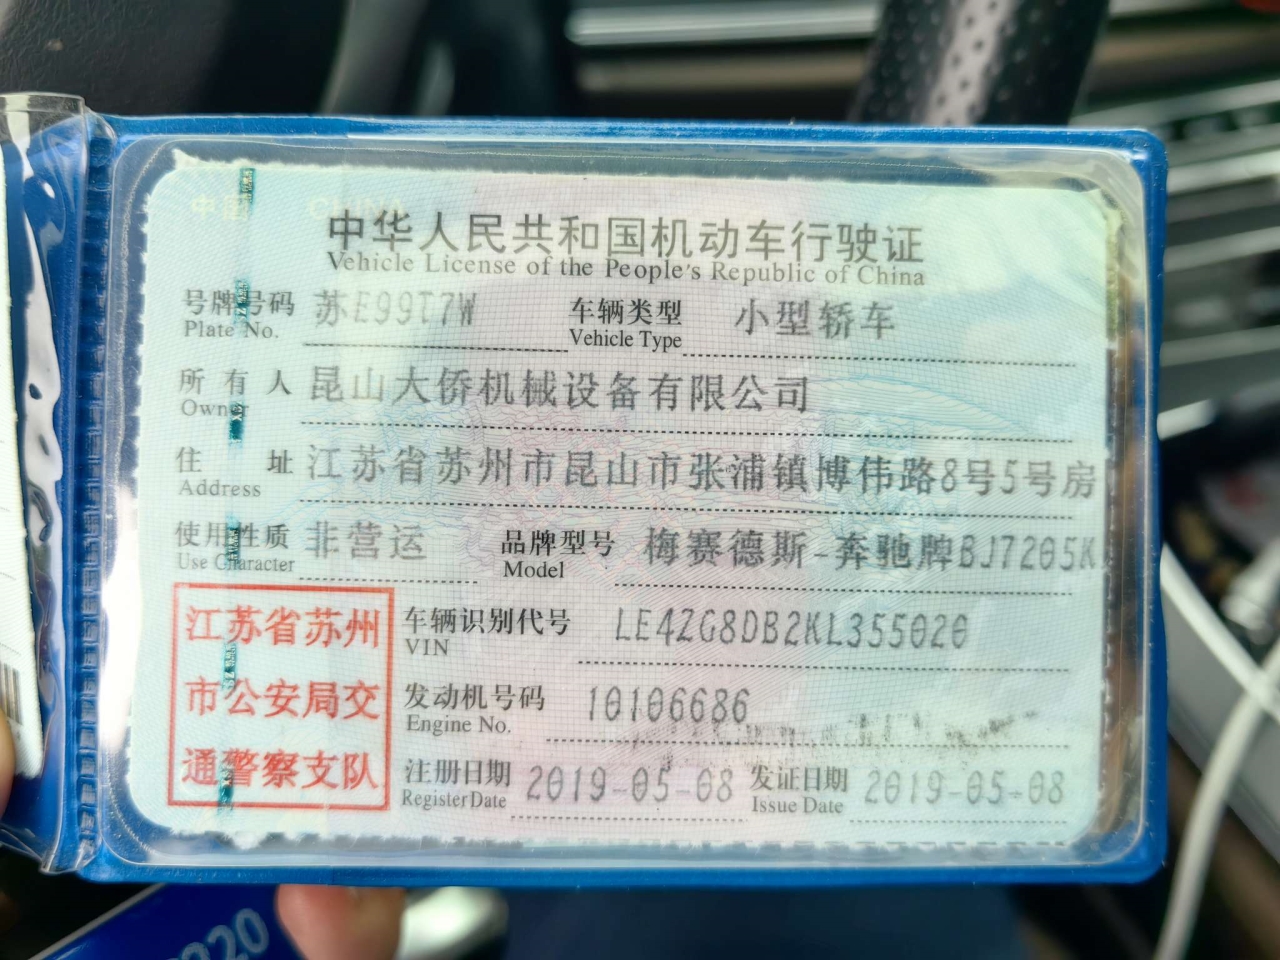 中国 CHINA
中华人民共和国机动车行驶证
Vehicle License of the People's Republic of China
号牌号码 苏E99T7W 车辆类型 小型轿车
Plate No. Vehicle Type
所有人 昆山大侨机械设备有限公司
Owner
住址 江苏省苏州市昆山市张浦镇博伟路8号5号房
Address
使用性质 非营运 品牌型号 梅赛德斯-奔驰牌BJ7205K
Use Character Model
江苏省苏州
市公安局交
通警察支队
车辆识别代号 LE4ZG8DB2KL355020
VIN
发动机号码 10106686
Engine No.
注册日期 2019-05-08 发证日期 2019-05-08
Register Date Issue Date
220